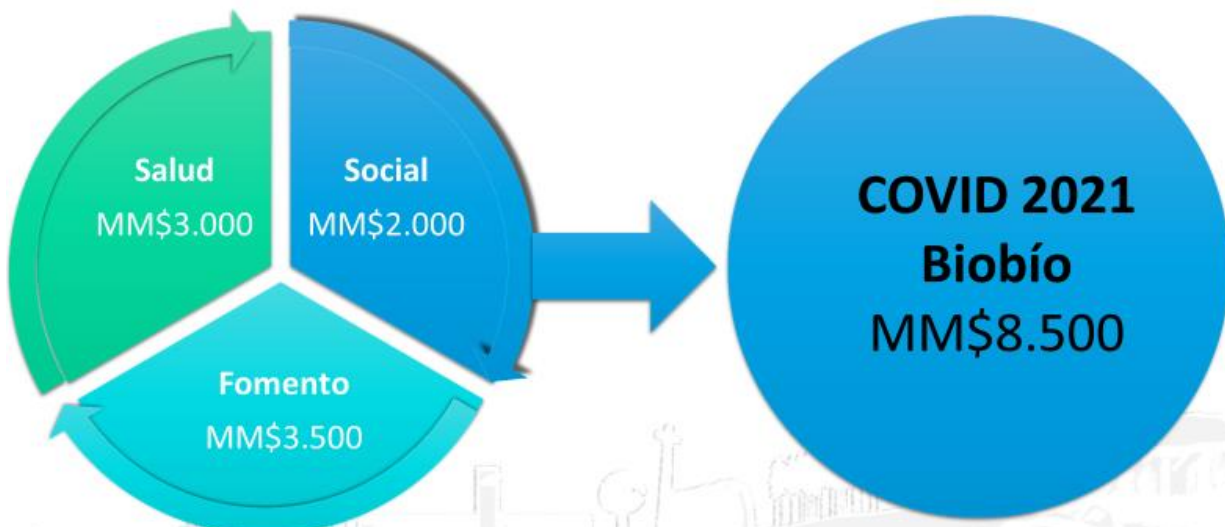 Salud
MM$3.000
Social
MM$2.000
Fomento
MM$3.500
COVID 2021
Biobío
MM$8.500